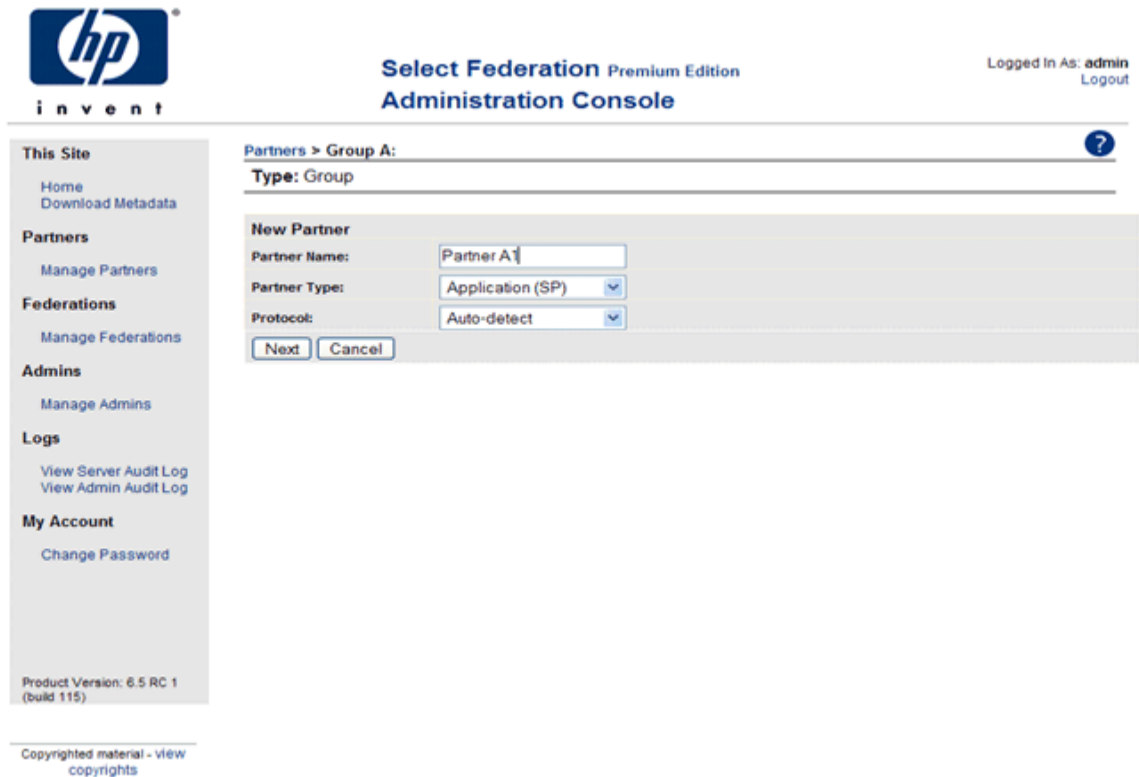 hp
invent
Select Federation Premium Edition
Administration Console
Logged In As: admin
Logout
This Site
Home
Download Metadata
Partners
Manage Partners
Federations
Manage Federations
Admins
Manage Admins
Logs
View Server Audit Log
View Admin Audit Log
My Account
Change Password
Product Version: 6.5 RC 1
(build 115)
Copyrighted material - view
copyrights
Partners > Group A:
?
Type: Group
New Partner
Partner Name: Partner A1
Partner Type: Application (SP)
Protocol: Auto-detect
Next Cancel